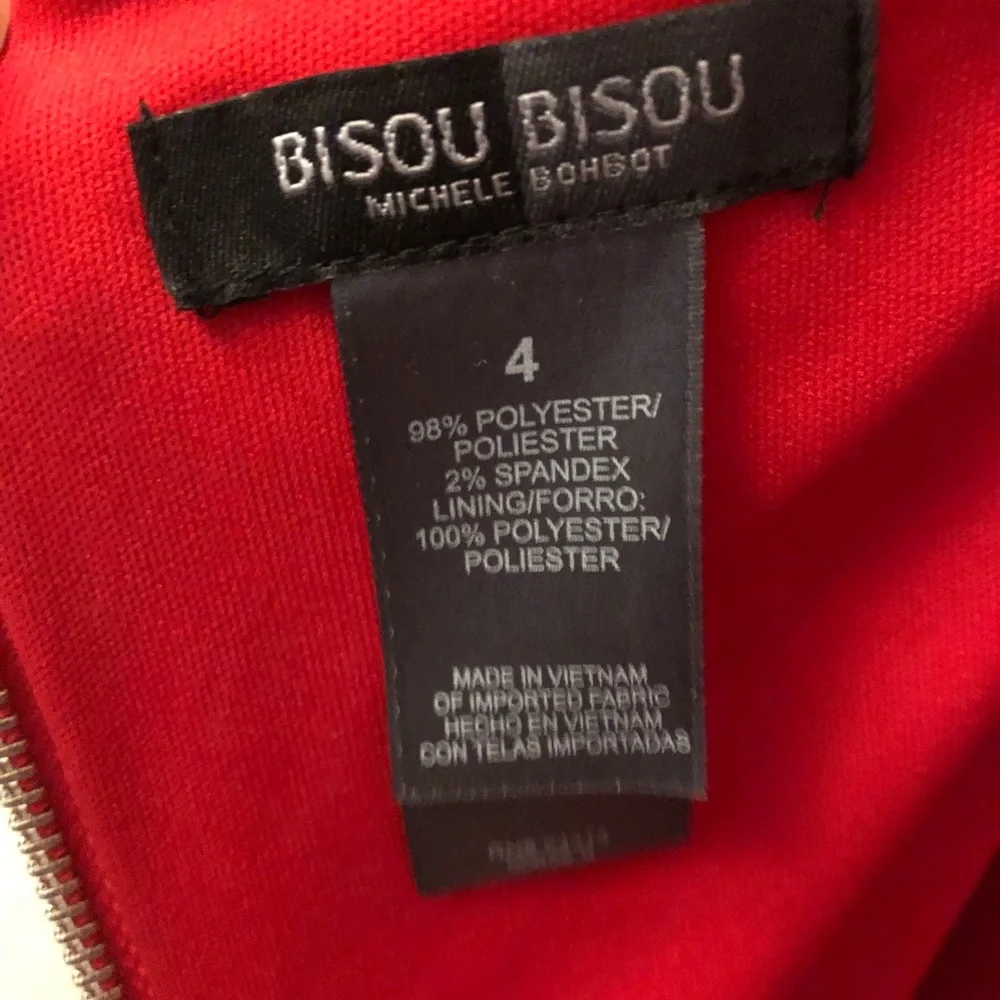 BISOU BISOU
MICHELE BOHBOT
4
98% POLYESTER/
POLIESTER
2% SPANDEX
LINING/FORRO:
100% POLYESTER/
POLIESTER
MADE IN VIETNAM
OF IMPORTED FABRIC
HECHO EN VIETNAM
CON TELAS IMPORTADAS